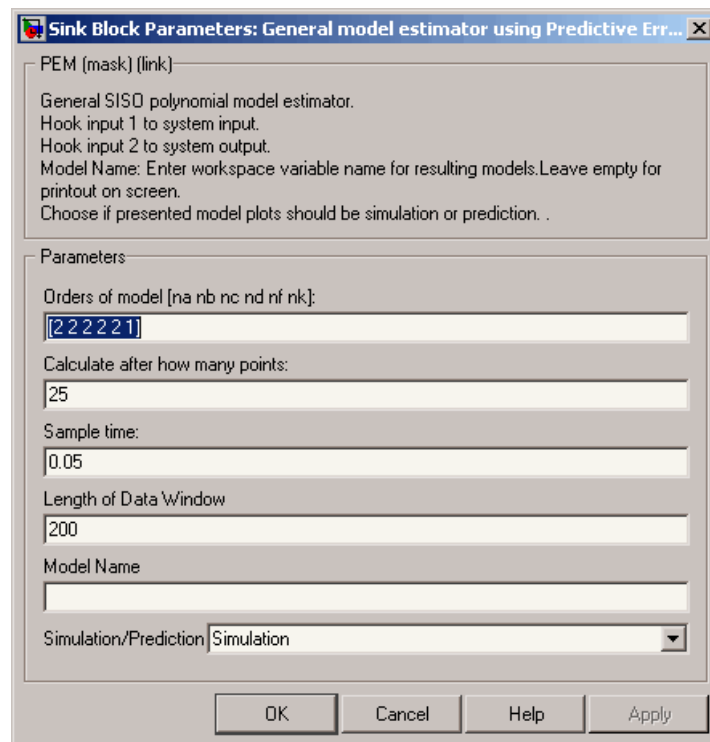 Sink Block Parameters: General model estimator using Predictive Err...
PEM (mask) (link)
General SISO polynomial model estimator.
Hook input 1 to system input.
Hook input 2 to system output.
Model Name: Enter workspace variable name for resulting models.Leave empty for
printout on screen.
Choose if presented model plots should be simulation or prediction. .
Parameters
Orders of model [na nb nc nd nf nk]:
[2 2 2 2 2 1]
Calculate after how many points:
25
Sample time:
0.05
Length of Data Window
200
Model Name
Simulation/Prediction Simulation
OK Cancel Help Apply